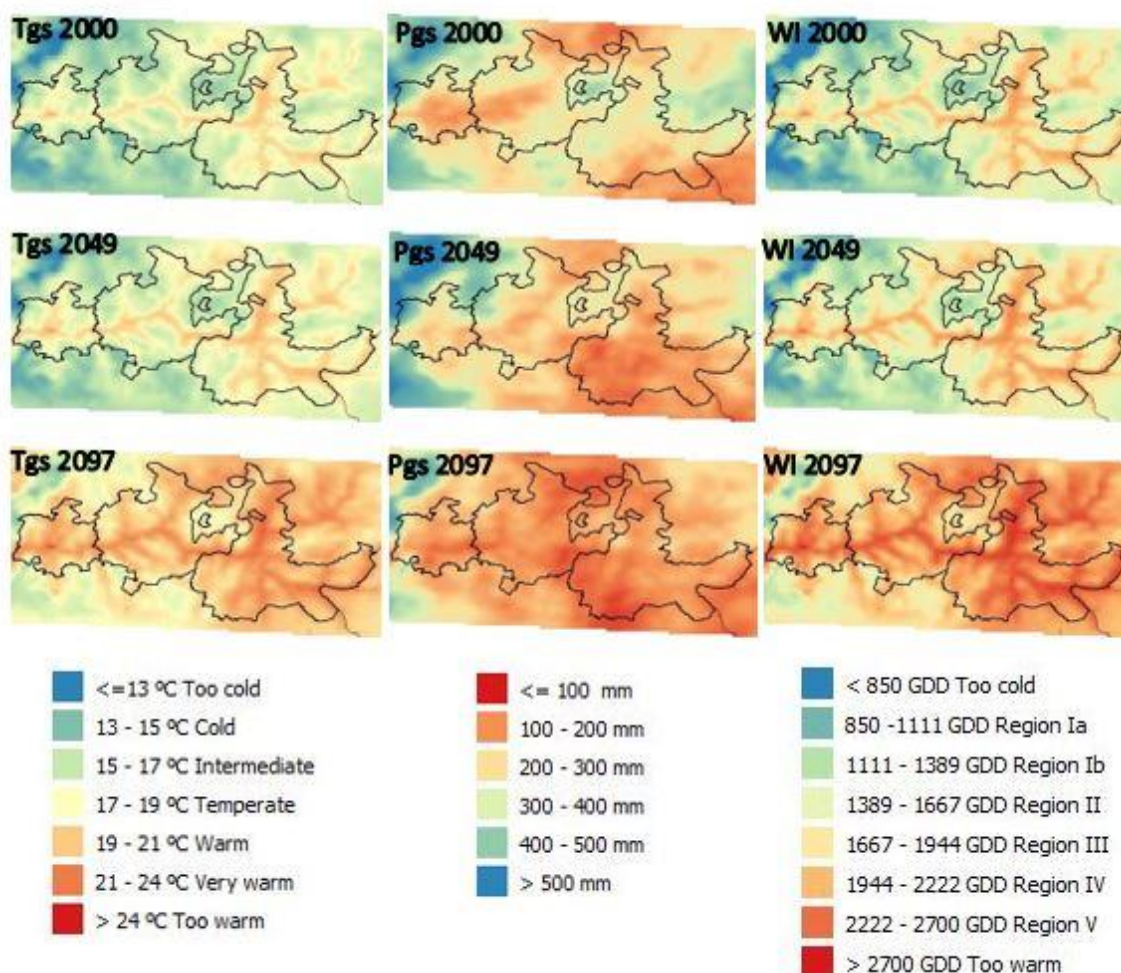 Tgs 2000
Pgs 2000
WI 2000
Tgs 2049
Pgs 2049
WI 2049
Tgs 2097
Pgs 2097
WI 2097
<=13 ºC Too cold
13 - 15 ºC Cold
15 - 17 ºC Intermediate
17 - 19 ºC Temperate
19 - 21 ºC Warm
21 - 24 ºC Very warm
> 24 ºC Too warm
<= 100 mm
100 - 200 mm
200 - 300 mm
300 - 400 mm
400 - 500 mm
> 500 mm
< 850 GDD Too cold
850 -1111 GDD Region Ia
1111 - 1389 GDD Region Ib
1389 - 1667 GDD Region II
1667 - 1944 GDD Region III
1944 - 2222 GDD Region IV
2222 - 2700 GDD Region V
> 2700 GDD Too warm